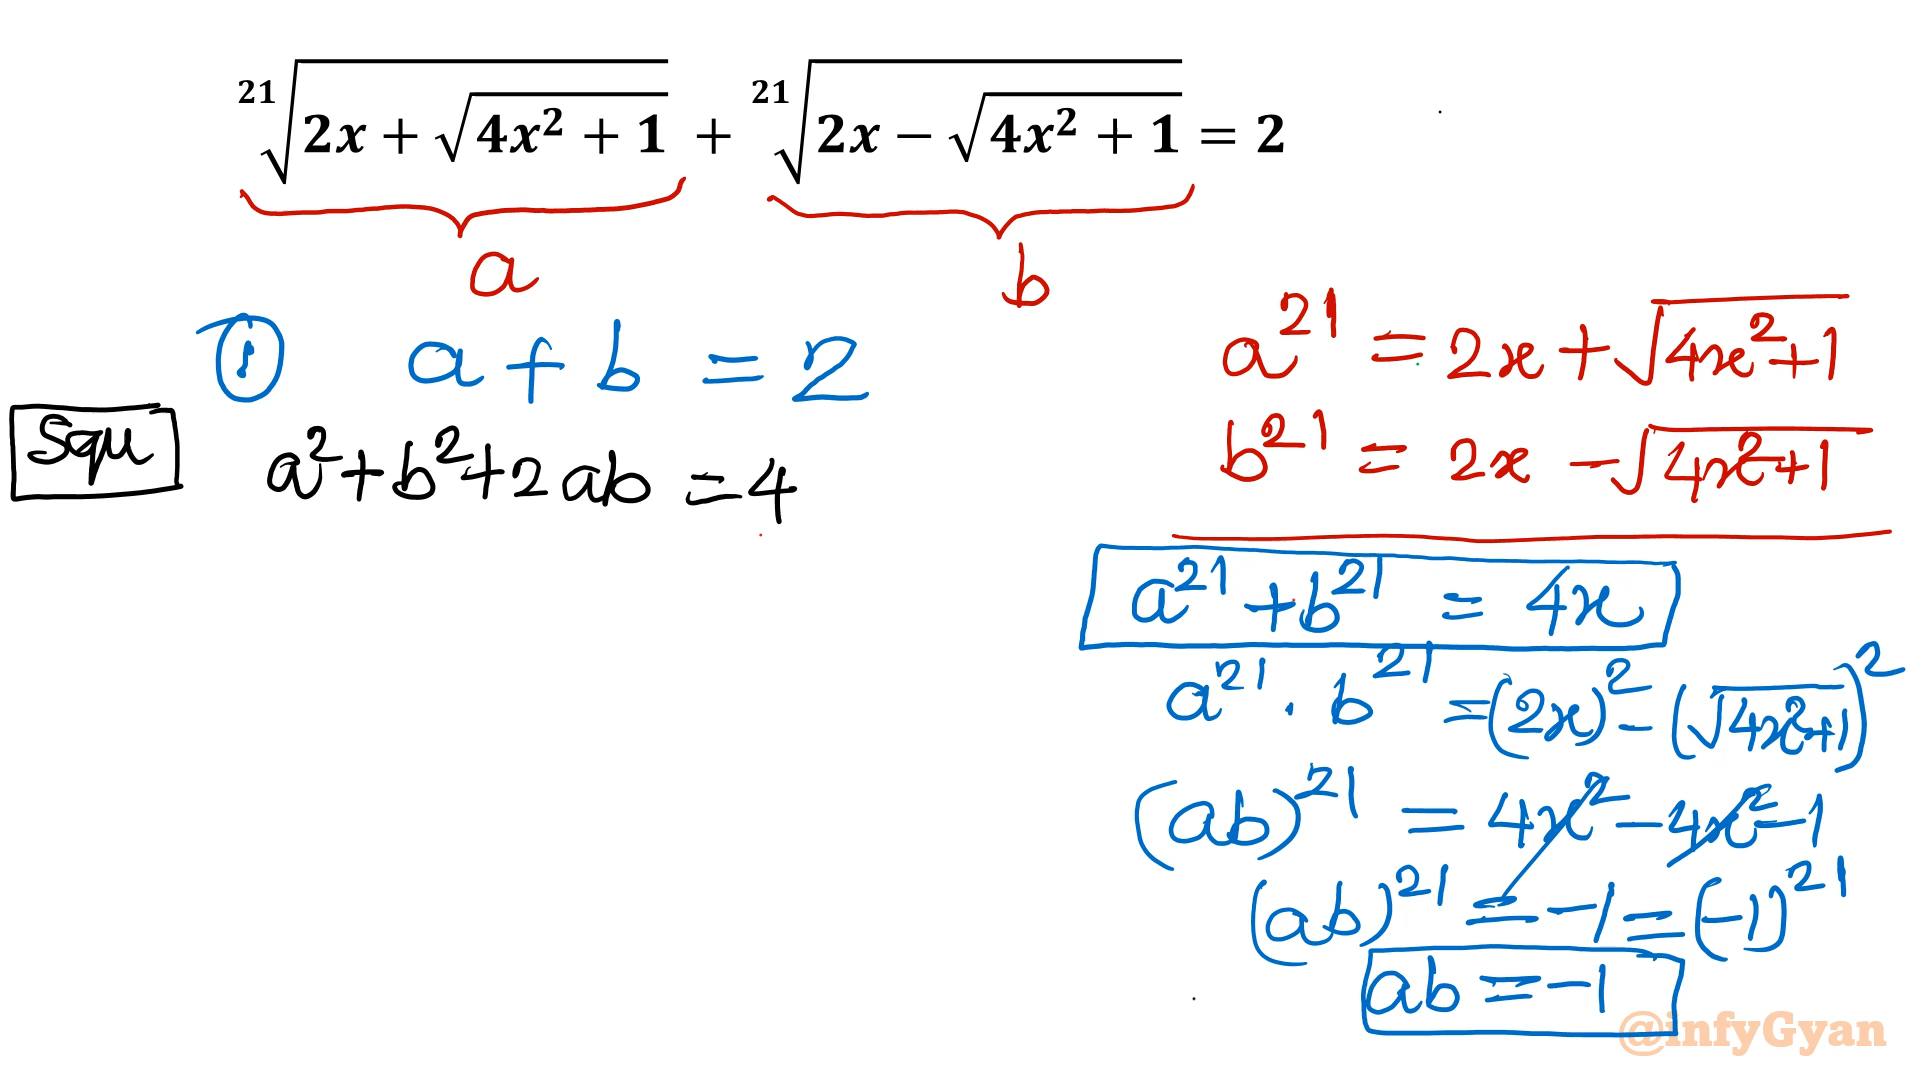 ²¹√(2x + √(4x² + 1)) + ²¹√(2x − √(4x² + 1)) = 2
a b
① a + b = 2
Squ a² + b² + 2ab = 4
a²¹ = 2x + √(4x² + 1)
b²¹ = 2x − √(4x² + 1)
a²¹ + b²¹ = 4x
a²¹ · b²¹ = (2x)² − (√(4x² + 1))²
(ab)²¹ = 4x² − 4x² − 1
(ab)²¹ = −1 = (−1)²¹
ab = −1
@infyGyan